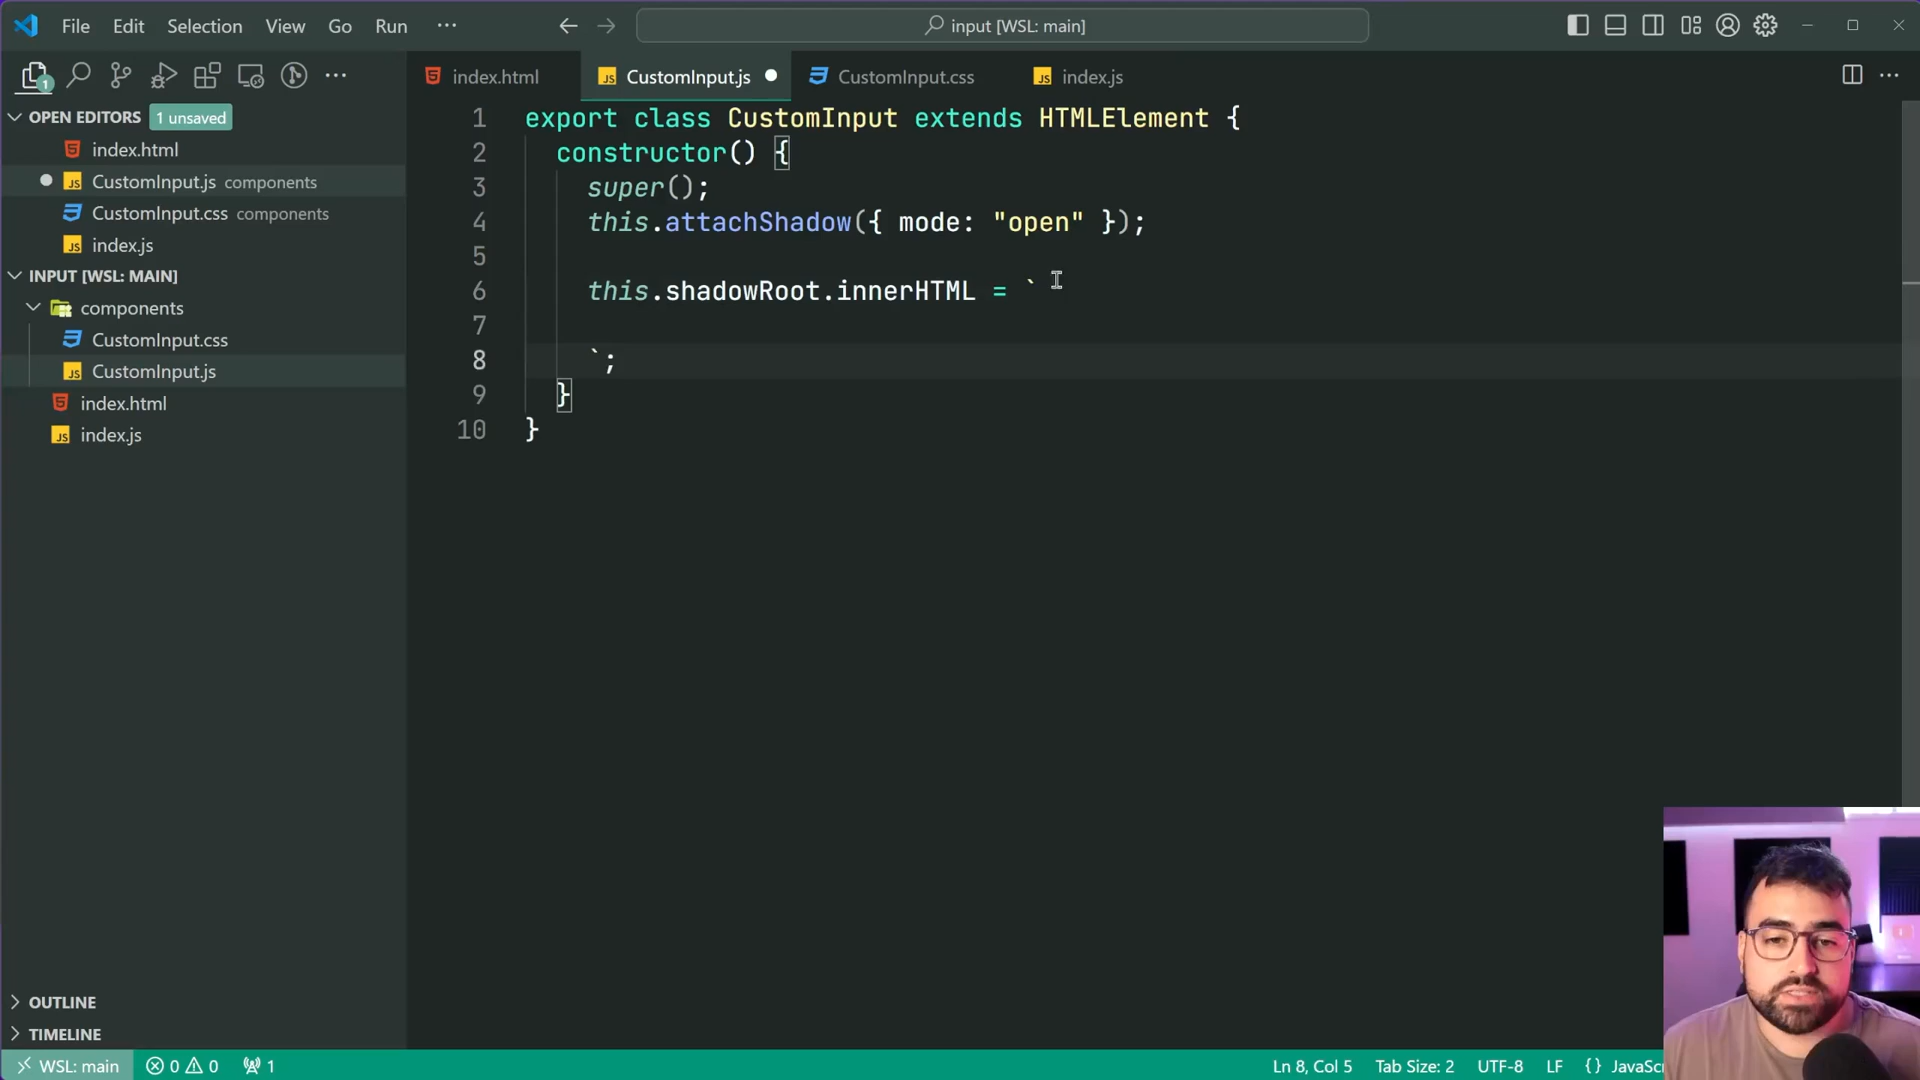 File Edit Selection View Go Run ···
input [WSL: main]
OPEN EDITORS 1 unsaved
index.html
CustomInput.js components
CustomInput.css components
index.js
INPUT [WSL: MAIN]
components
CustomInput.css
CustomInput.js
index.html
index.js
OUTLINE
TIMELINE
index.html CustomInput.js CustomInput.css index.js
1 export class CustomInput extends HTMLElement {
2 constructor() {
3 super();
4 this.attachShadow({ mode: "open" });
5
6 this.shadowRoot.innerHTML = `
7
8 `;
9 }
10 }
WSL: main 0 0 1 Ln 8, Col 5 Tab Size: 2 UTF-8 LF {} JavaSc